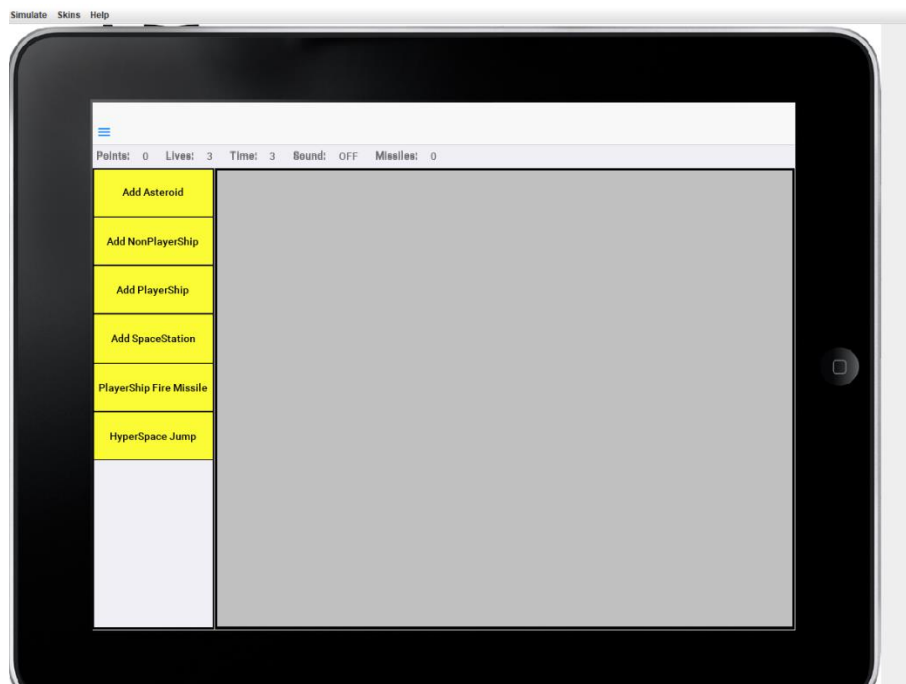 Simulate Skins Help
Points: 0 Lives: 3 Time: 3 Sound: OFF Missiles: 0
Add Asteroid
Add NonPlayerShip
Add PlayerShip
Add SpaceStation
PlayerShip Fire Missile
HyperSpace Jump